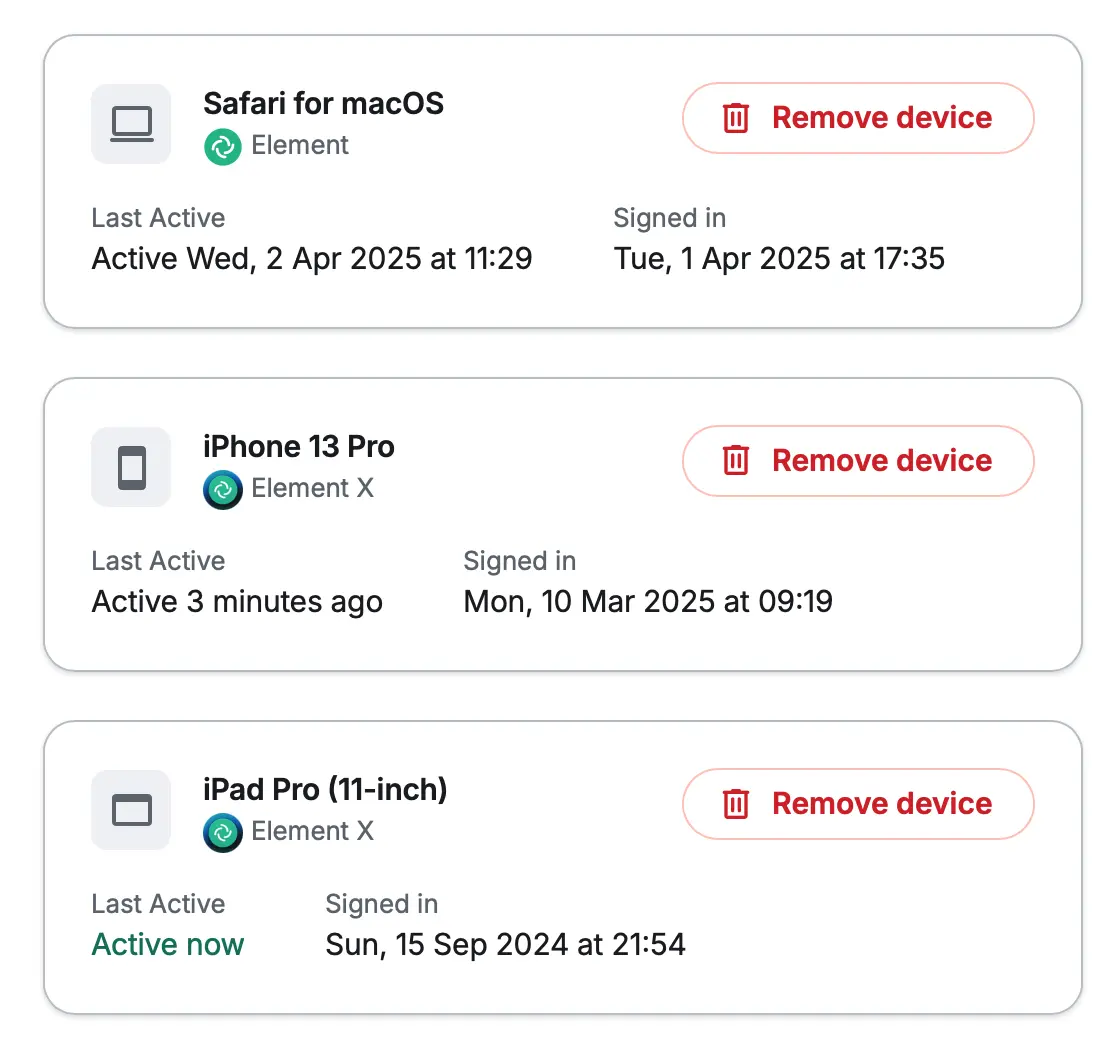 Safari for macOS
Remove device
Element
Last Active
Signed in
Active Wed, 2 Apr 2025 at 11:29
Tue, 1 Apr 2025 at 17:35
iPhone 13 Pro
Remove device
Element X
Last Active
Signed in
Active 3 minutes ago
Mon, 10 Mar 2025 at 09:19
iPad Pro (11-inch)
Remove device
Element X
Last Active
Signed in
Active now
Sun, 15 Sep 2024 at 21:54